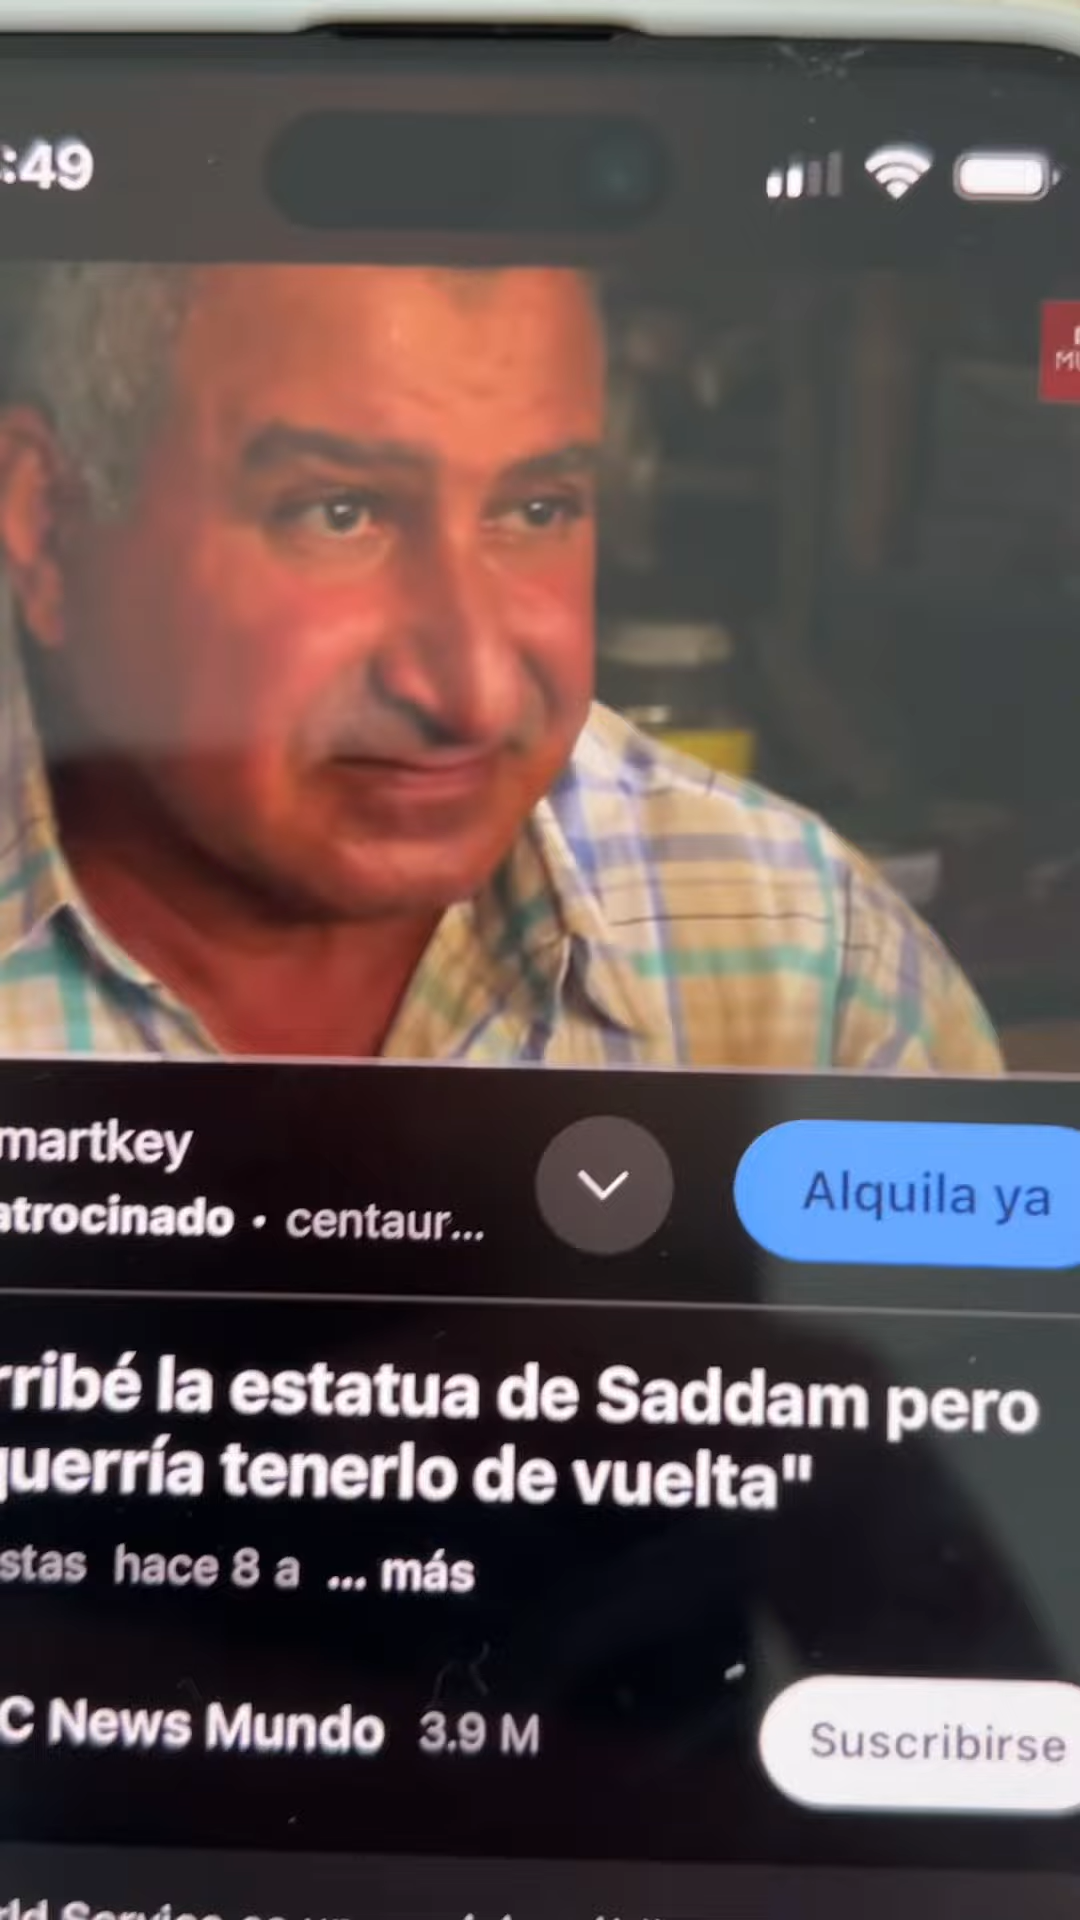 :49
martkey
atrocinado • centaur...
Alquila ya
rribé la estatua de Saddam pero
querría tenerlo de vuelta"
stas hace 8 a ... más
C News Mundo 3.9 M
Suscribirse